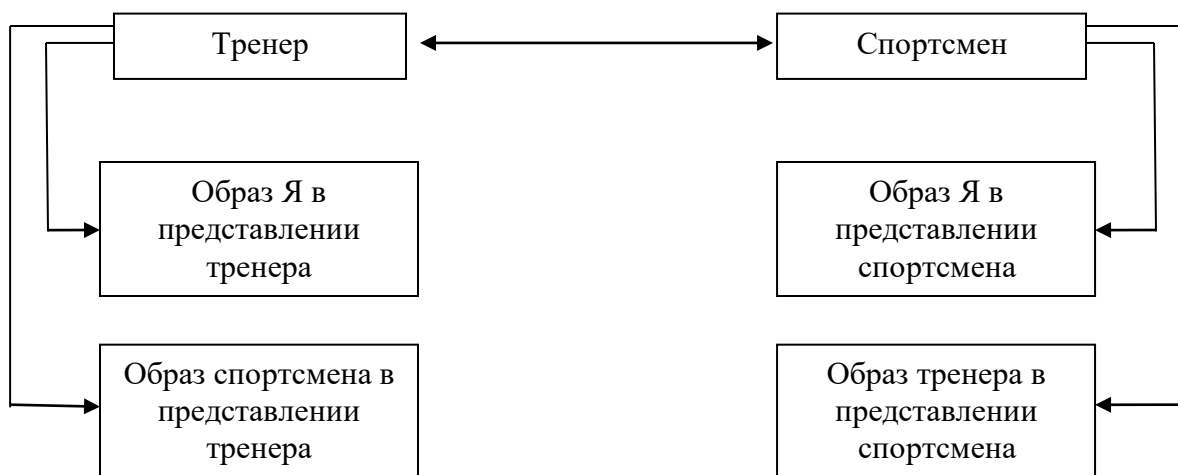 Тренер
Спортсмен
Образ Я в
представлении
тренера
Образ Я в
представлении
спортсмена
Образ спортсмена в
представлении
тренера
Образ тренера в
представлении
спортсмена